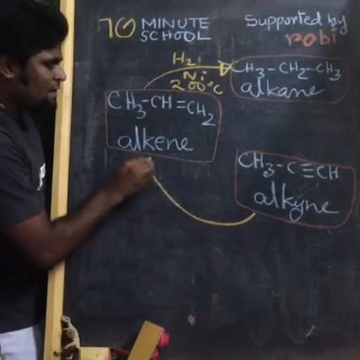 10 MINUTE
SCHOOL
Supported by
robi
H₂
Ni
200°C
CH₃-CH₂-CH₃
alkane
CH₃-CH=CH₂
alkene
CH₃-C≡CH
alkyne